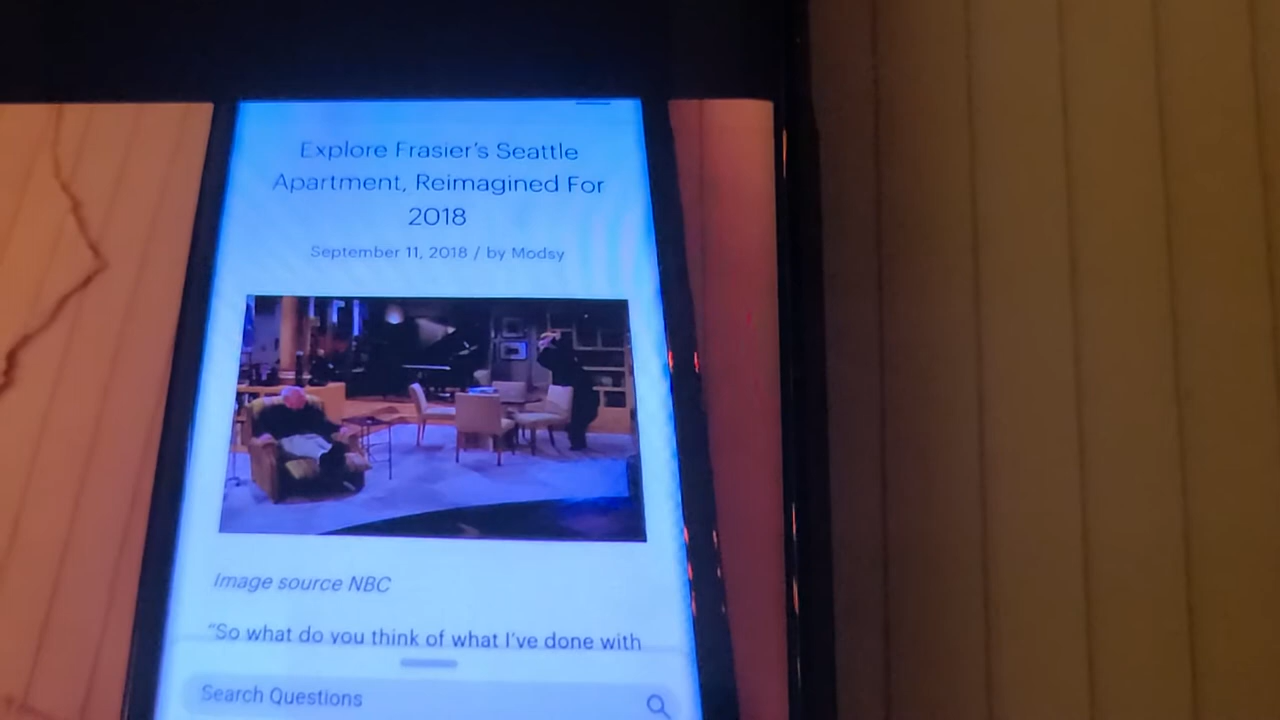 Explore Frasier's Seattle
Apartment, Reimagined For
2018
September 11, 2018 / by Modsy
Image source NBC
“So what do you think of what I've done with
Search Questions